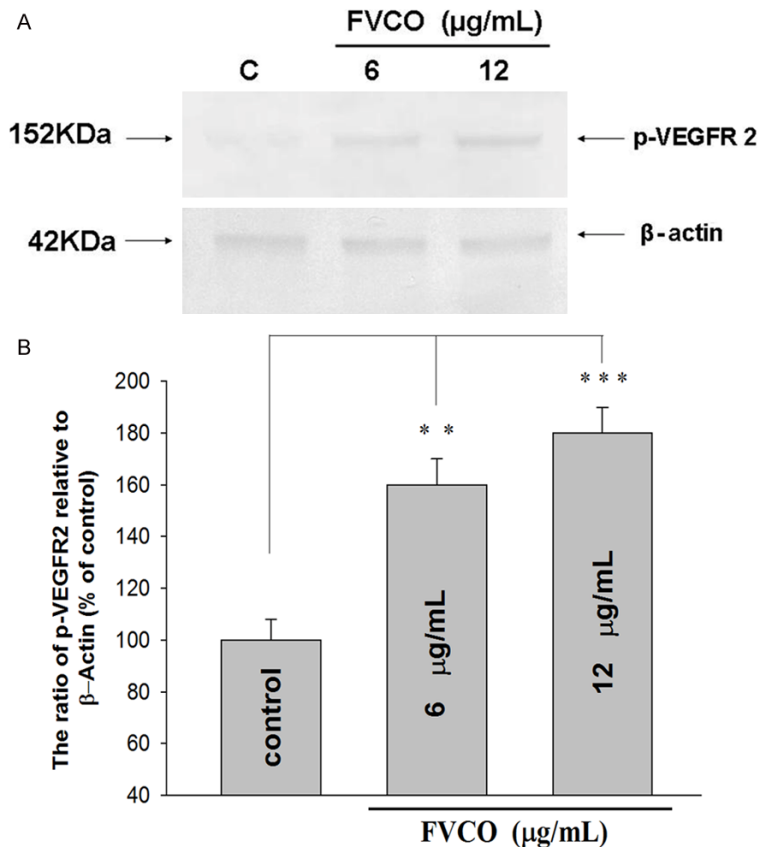 A
FVCO (µg/mL)
C 6 12
152KDa p-VEGFR 2
42KDa β-actin
B
The ratio of p-VEGFR2 relative to
β–Actin (% of control)
200
180
160
140
120
100
80
60
40
* *
* * *
control
6 µg/mL
12 µg/mL
FVCO (µg/mL)